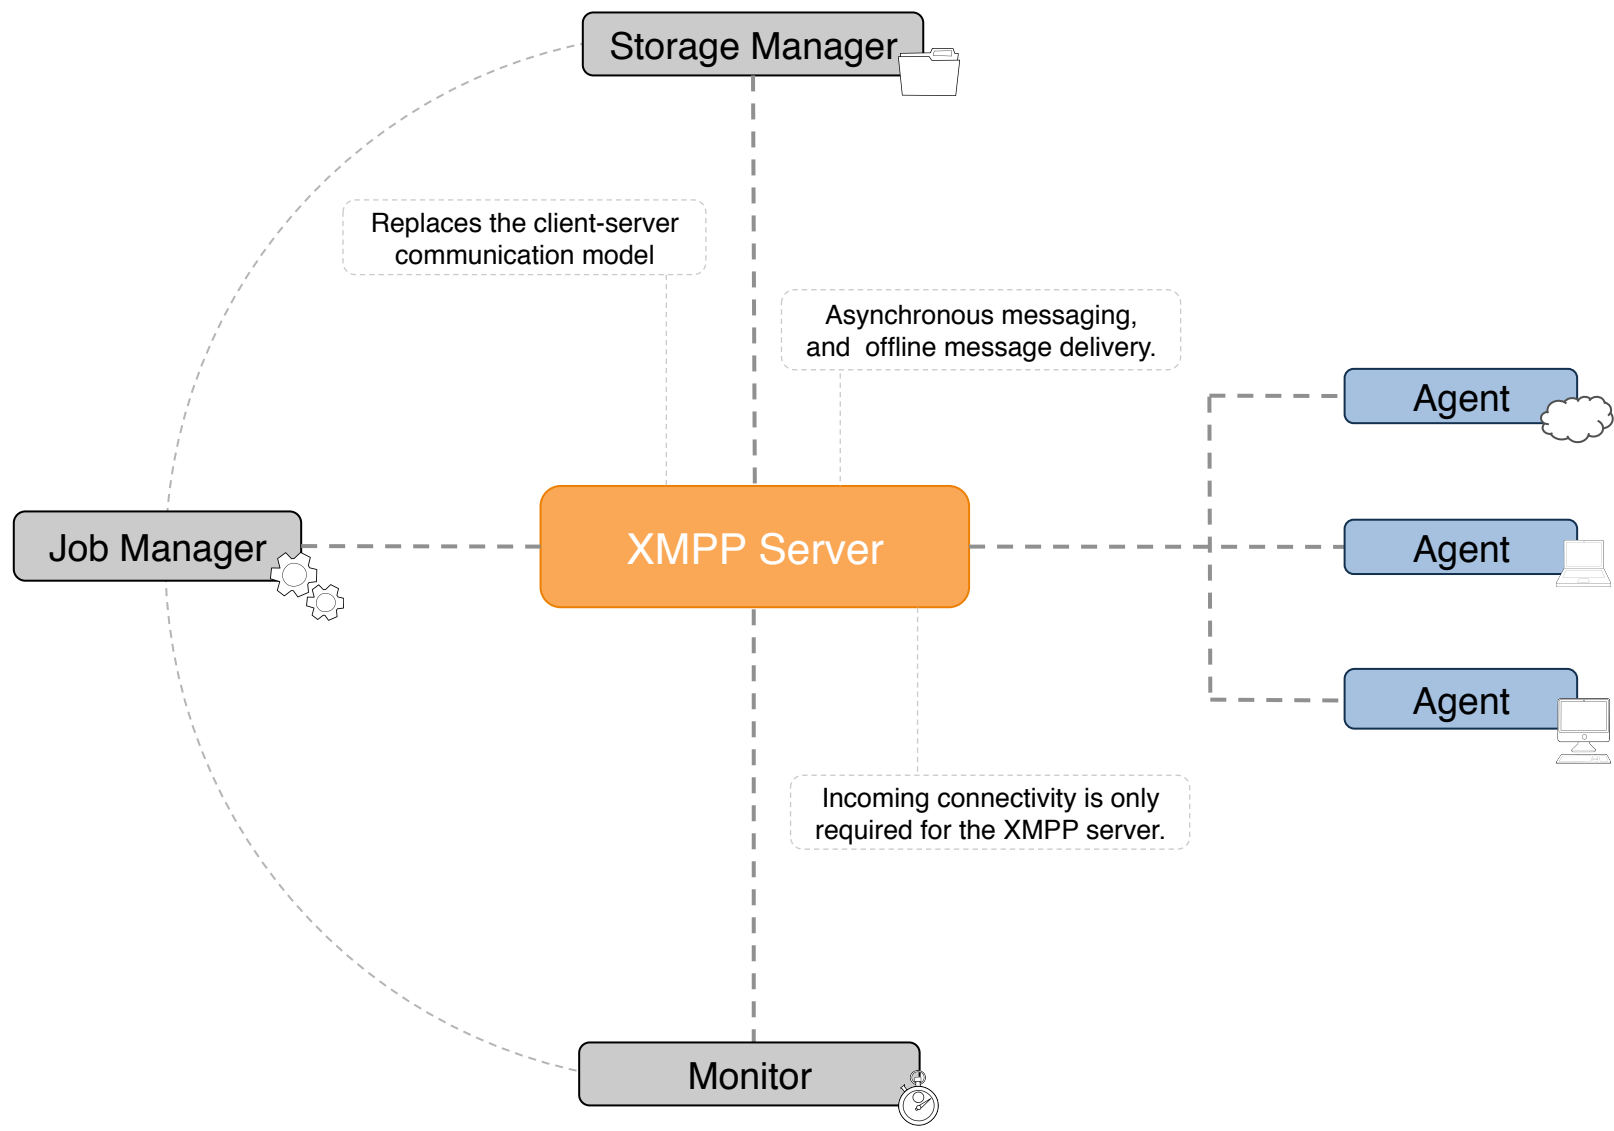 Storage Manager
Replaces the client-server
communication model
Asynchronous messaging,
and  offline message delivery.
Agent
Job Manager
XMPP Server
Agent
Agent
Incoming connectivity is only
required for the XMPP server.
Monitor